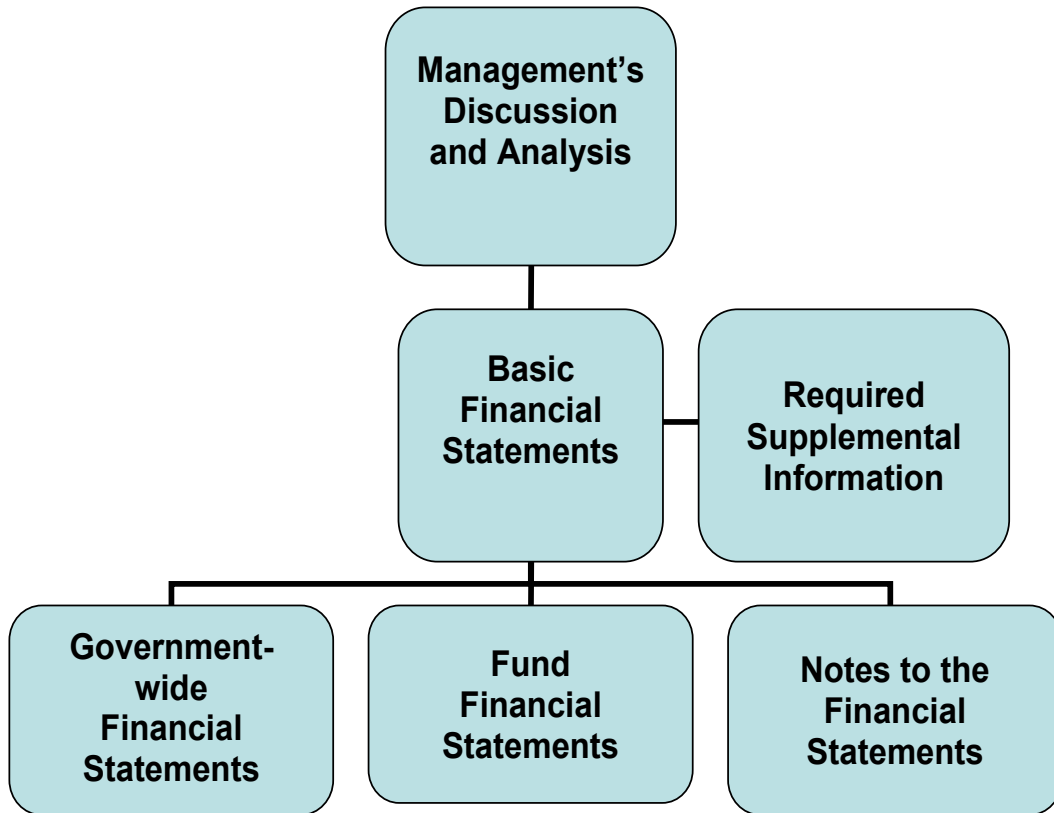 Management’s
Discussion
and Analysis
Basic
Financial
Statements
Required
Supplemental
Information
Government-
wide
Financial
Statements
Fund
Financial
Statements
Notes to the
Financial
Statements